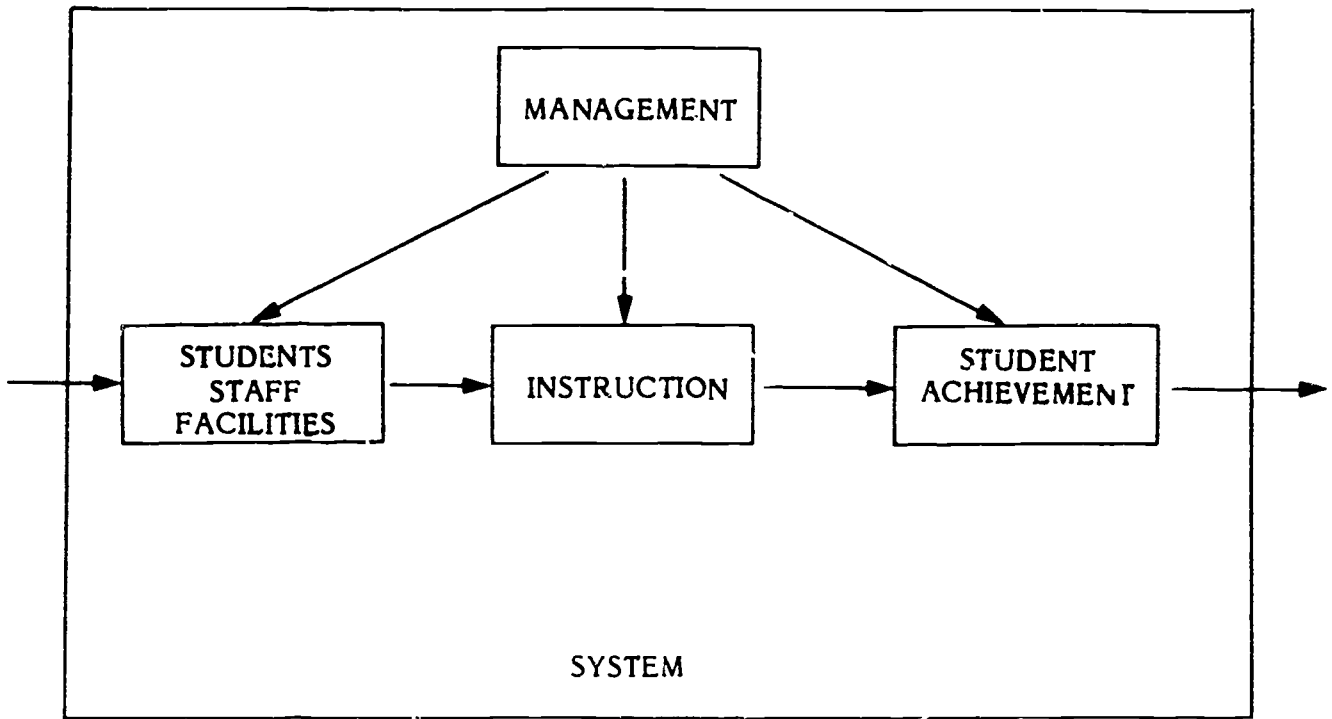 MANAGEMENT
STUDENTS
STAFF
FACILITIES
INSTRUCTION
STUDENT
ACHIEVEMENT
SYSTEM